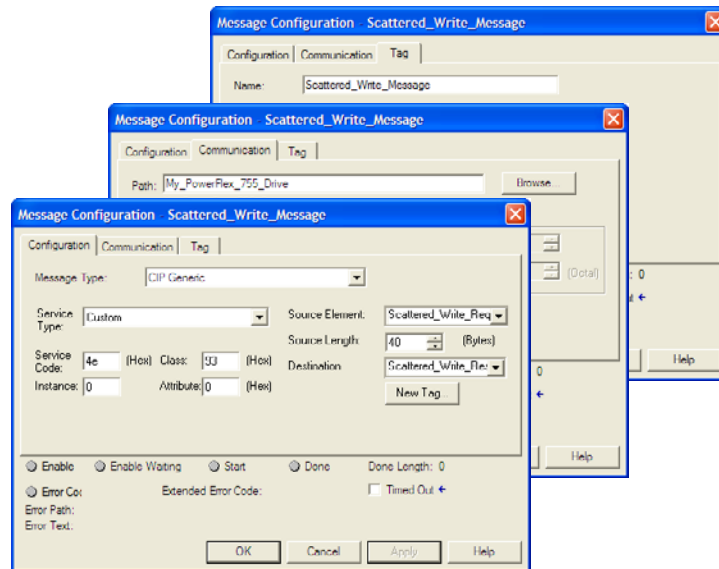 Message Configuration - Scattered_Write_Message
Configuration Communication Tag
Name: Scattered_Write_Message
Message Configuration - Scattered_Write_Message
Configuration Communication Tag
Path: My_PowerFlex_755_Drive Browse...
(Octal)
: 0
Help
0
Help
Message Configuration - Scattered_Write_Message
Configuration Communication Tag
Message Type: CIP Generic
Service Type: Custom Source Element: Scattered_Write_Req
Source Length: 40 (Bytes)
Service Code: 4e (Hex) Class: 93 (Hex) Destination Scattered_Write_Re
Instance: 0 Attribute: 0 (Hex) New Tag...
Enable Enable Waiting Start Done Done Length: 0
Error Co Extended Error Code: Timed Out
Error Path:
Error Text:
OK Cancel Apply Help